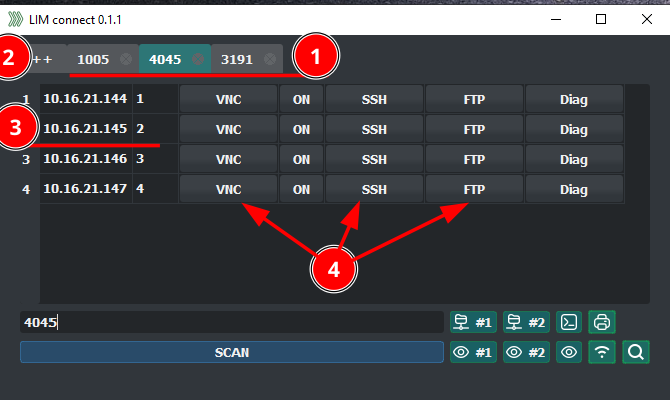 LIM connect 0.1.1
2 ++ 1005 4045 3191 1
1 10.16.21.144 1 VNC ON SSH FTP Diag
3
10.16.21.145 2 VNC ON SSH FTP Diag
3 10.16.21.146 3 VNC ON SSH FTP Diag
4 10.16.21.147 4 VNC ON SSH FTP Diag
4
4045 #1 #2
SCAN #1 #2